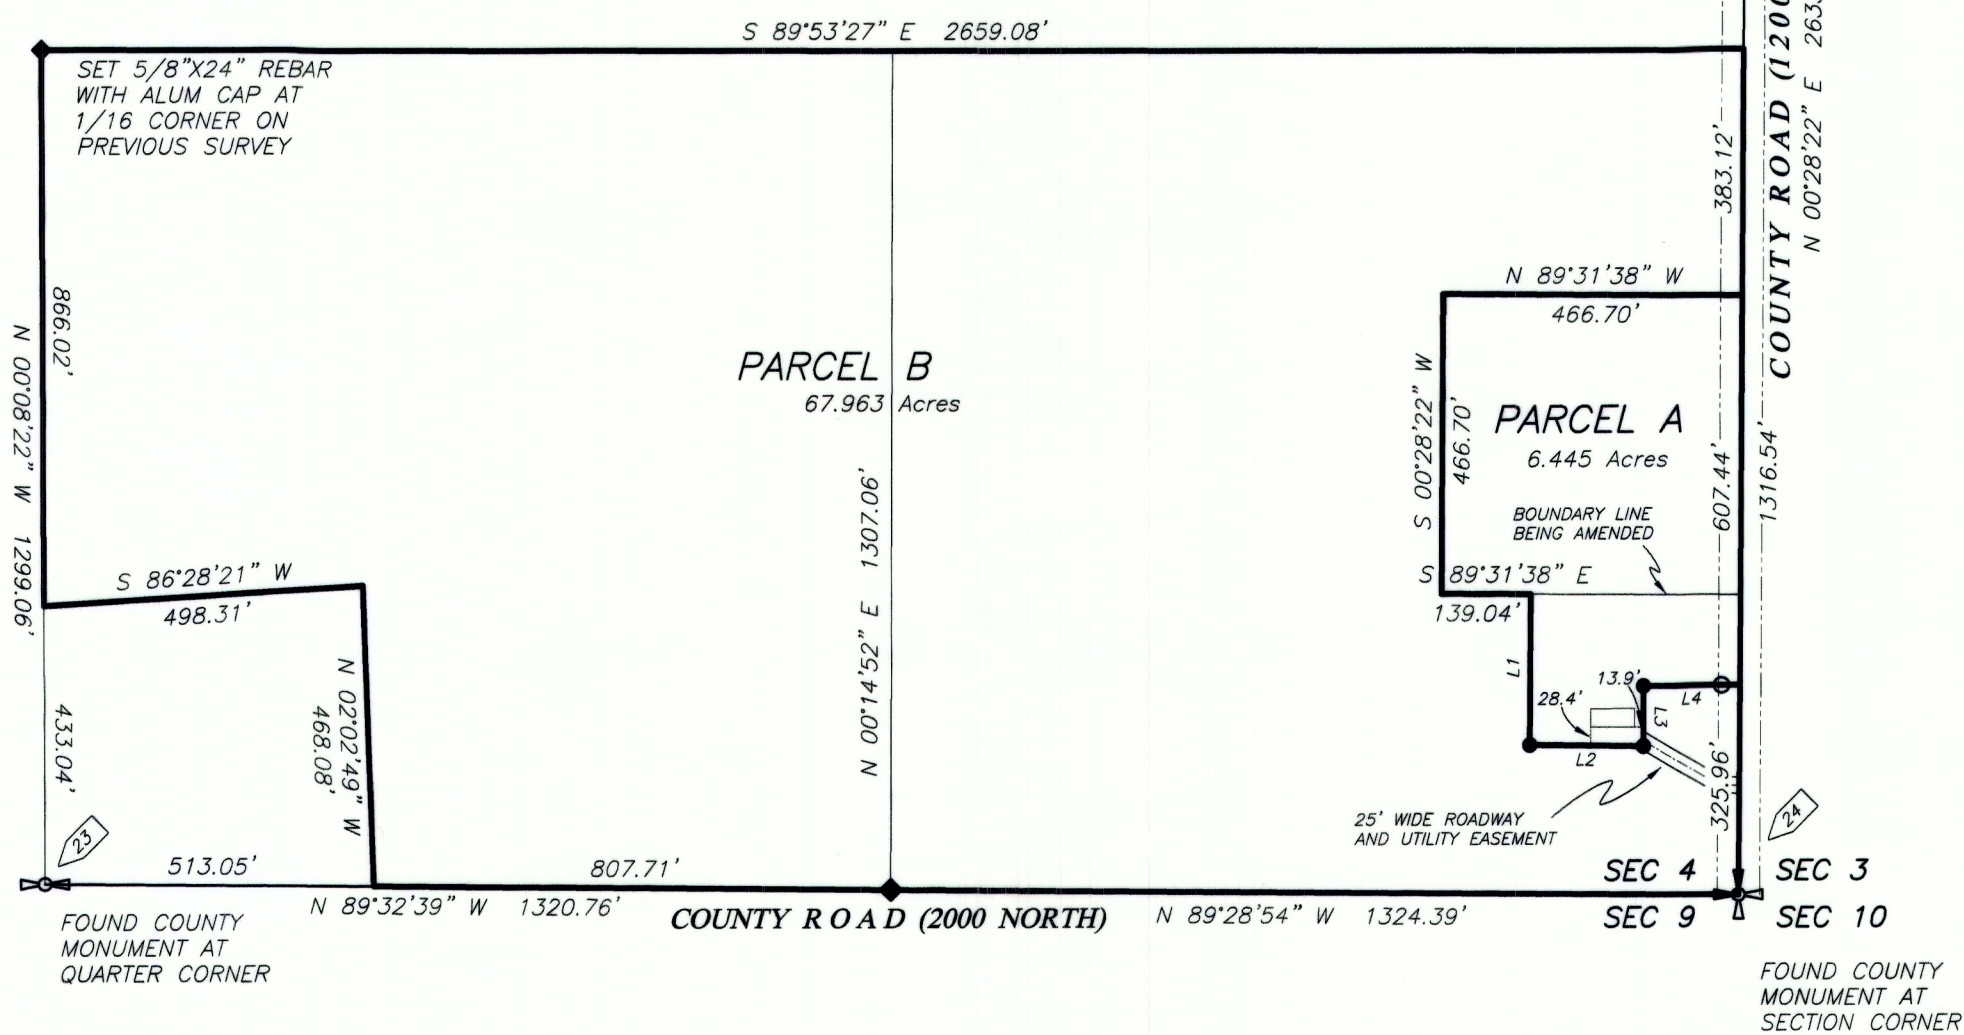 S 89°53'27" E 2659.08'
SET 5/8"X24" REBAR
WITH ALUM CAP AT
1/16 CORNER ON
PREVIOUS SURVEY
COUNTY ROAD (1200
N 00°28'22" E 263
383.12'
N 89°31'38" W
466.70'
866.02'
N 00°08'22" W 1299.06'
PARCEL B
67.963 Acres
S 00°28'22" W
466.70'
PARCEL A
6.445 Acres
607.44'
1316.54'
BOUNDARY LINE
BEING AMENDED
N 00°14'52" E 1307.06'
S 86°28'21" W
498.31'
S 89°31'38" E
139.04'
L1
13.9'
28.4'
L4
L3
L2
N 02°02'49" W
468.08'
433.04'
325.96'
25' WIDE ROADWAY
AND UTILITY EASEMENT
23
24
513.05'
807.71'
SEC 4 SEC 3
N 89°32'39" W 1320.76'
COUNTY ROAD (2000 NORTH)
N 89°28'54" W 1324.39'
SEC 9 SEC 10
FOUND COUNTY
MONUMENT AT
QUARTER CORNER
FOUND COUNTY
MONUMENT AT
SECTION CORNER